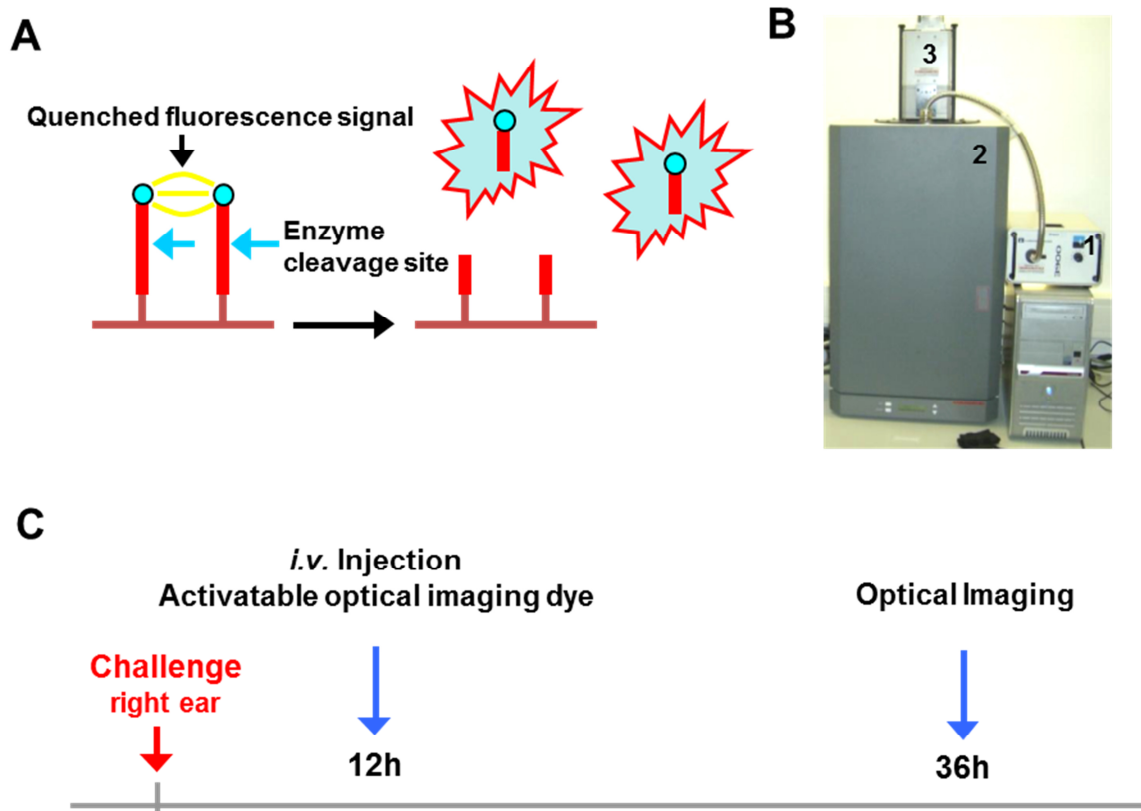 A
Quenched fluorescence signal
Enzyme
cleavage site
B
3
2
1
C
i.v. Injection
Activatable optical imaging dye
Optical Imaging
Challenge
right ear
12h
36h